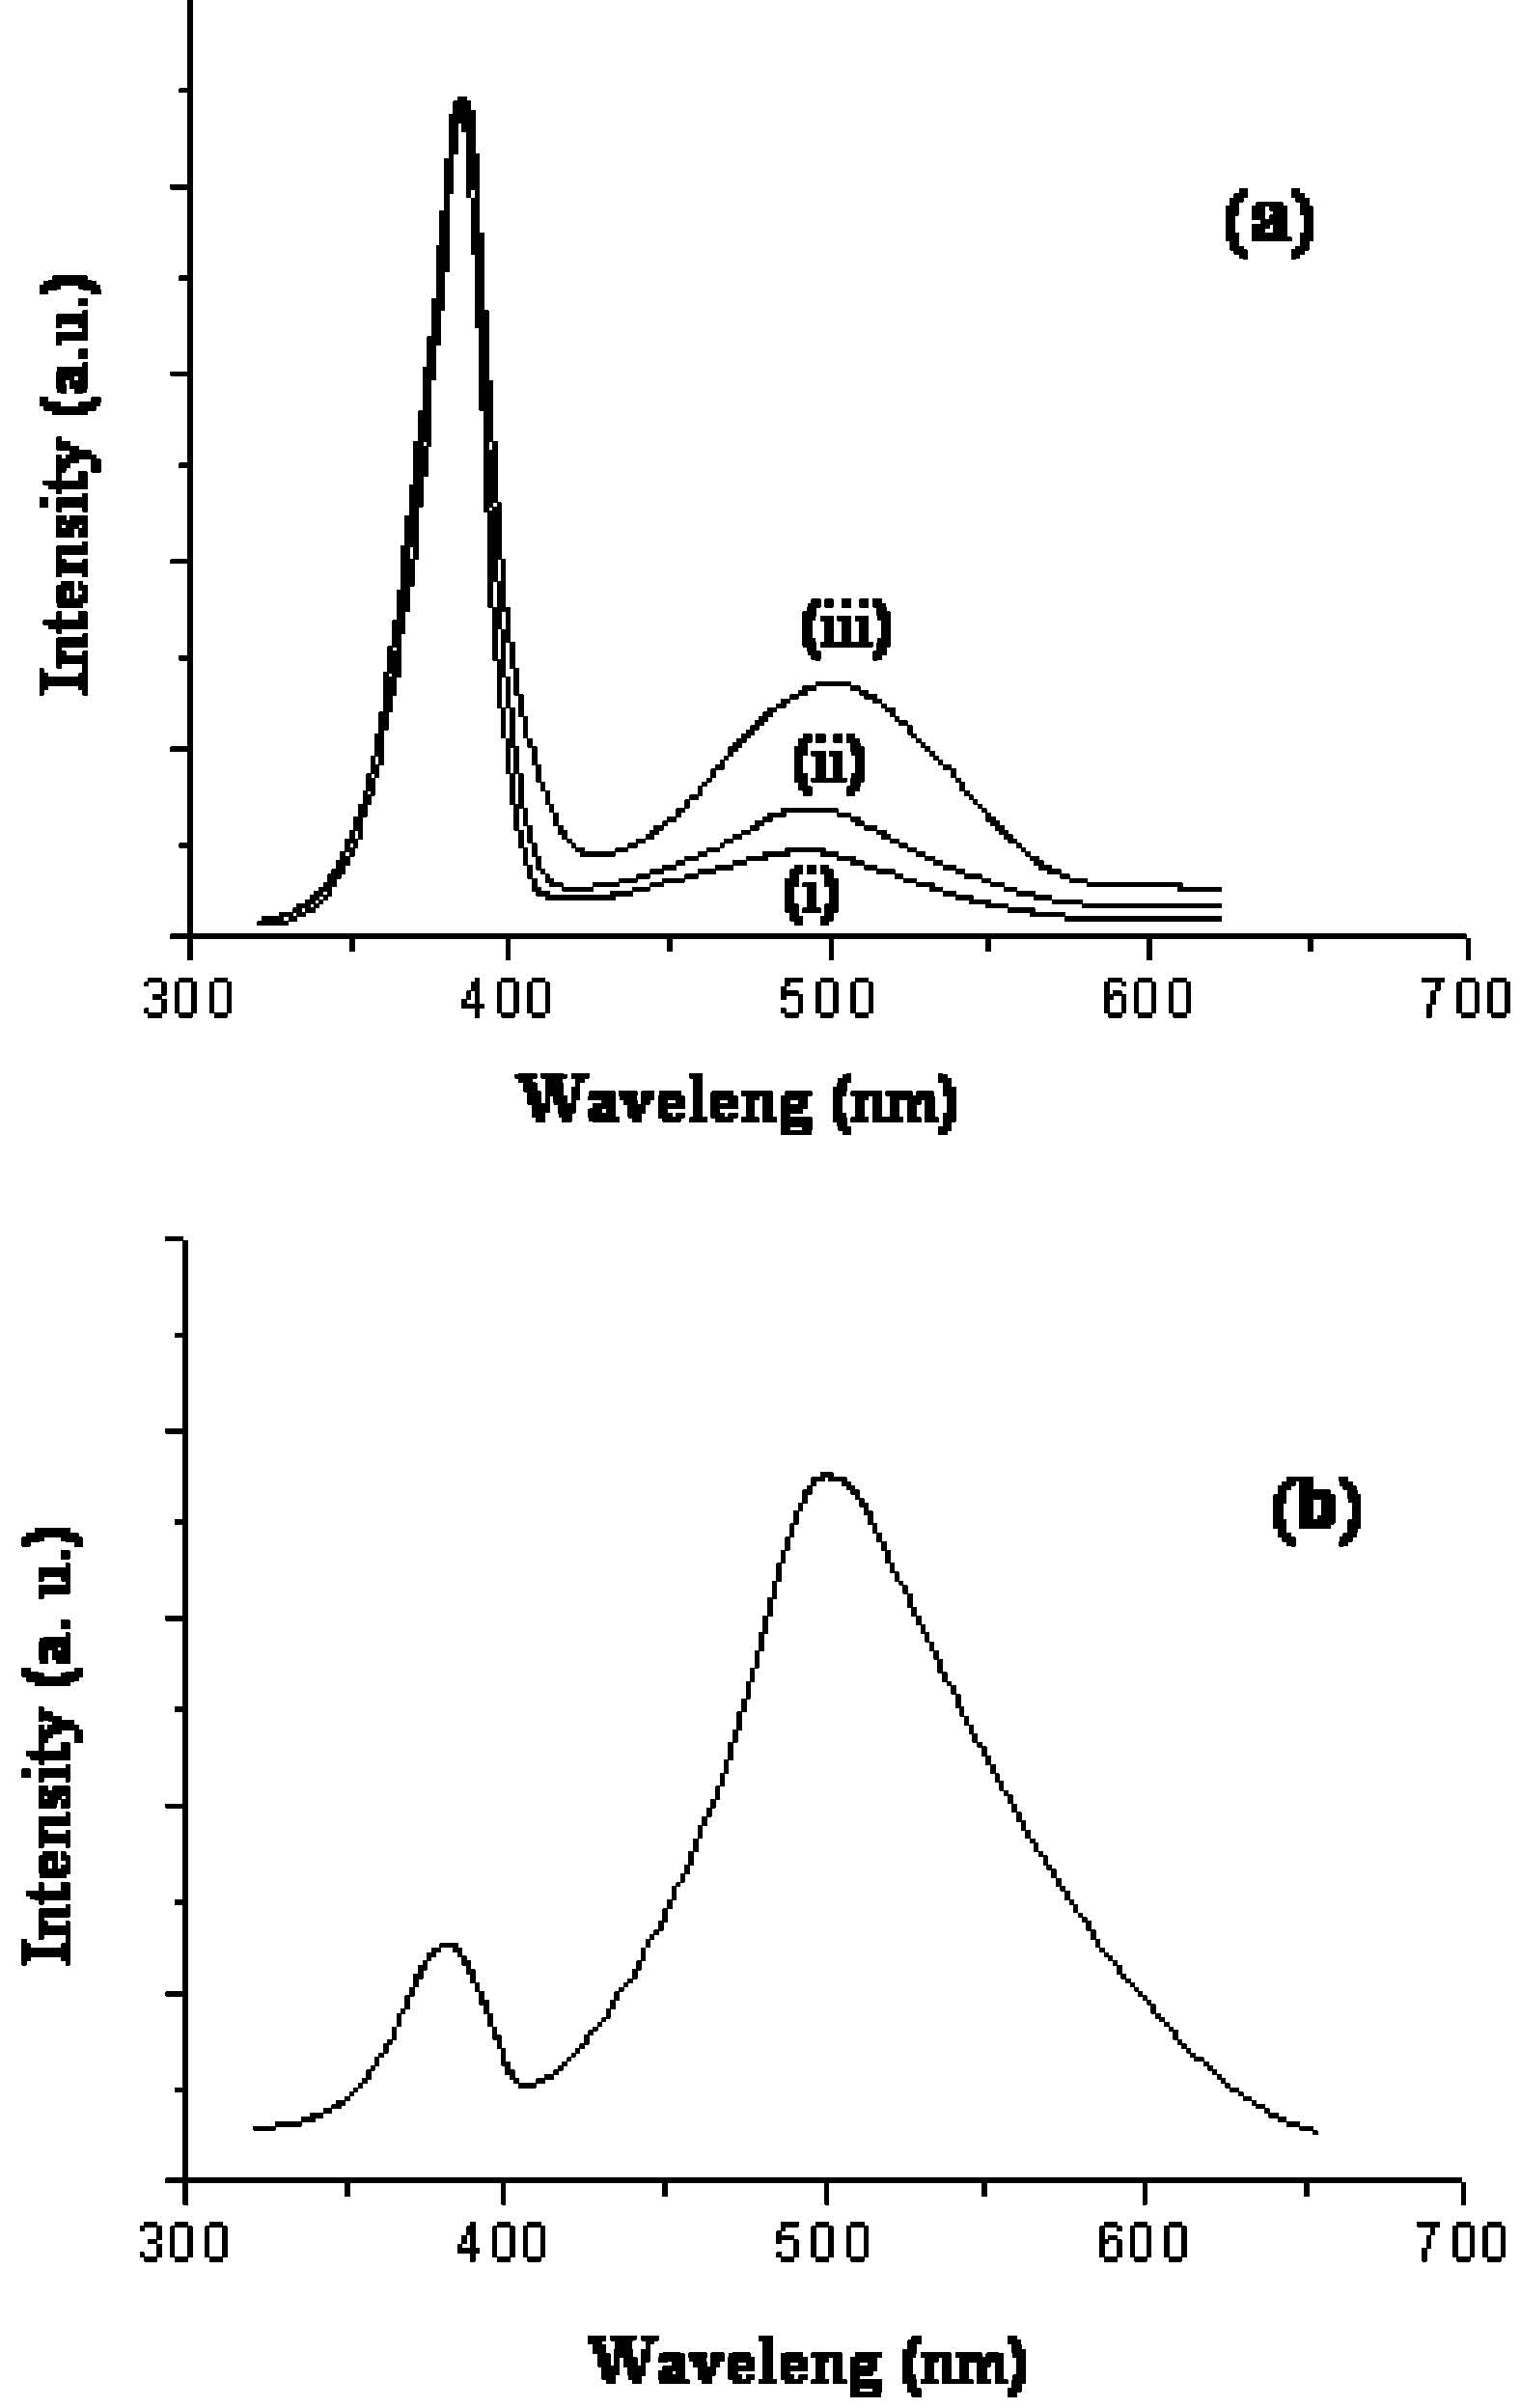 (a)
Intensity (a.u.)
(iii)
(ii)
(i)
300 400 500 600 700
Waveleng (nm)
(b)
Intensity (a. u.)
300 400 500 600 700
Waveleng (nm)